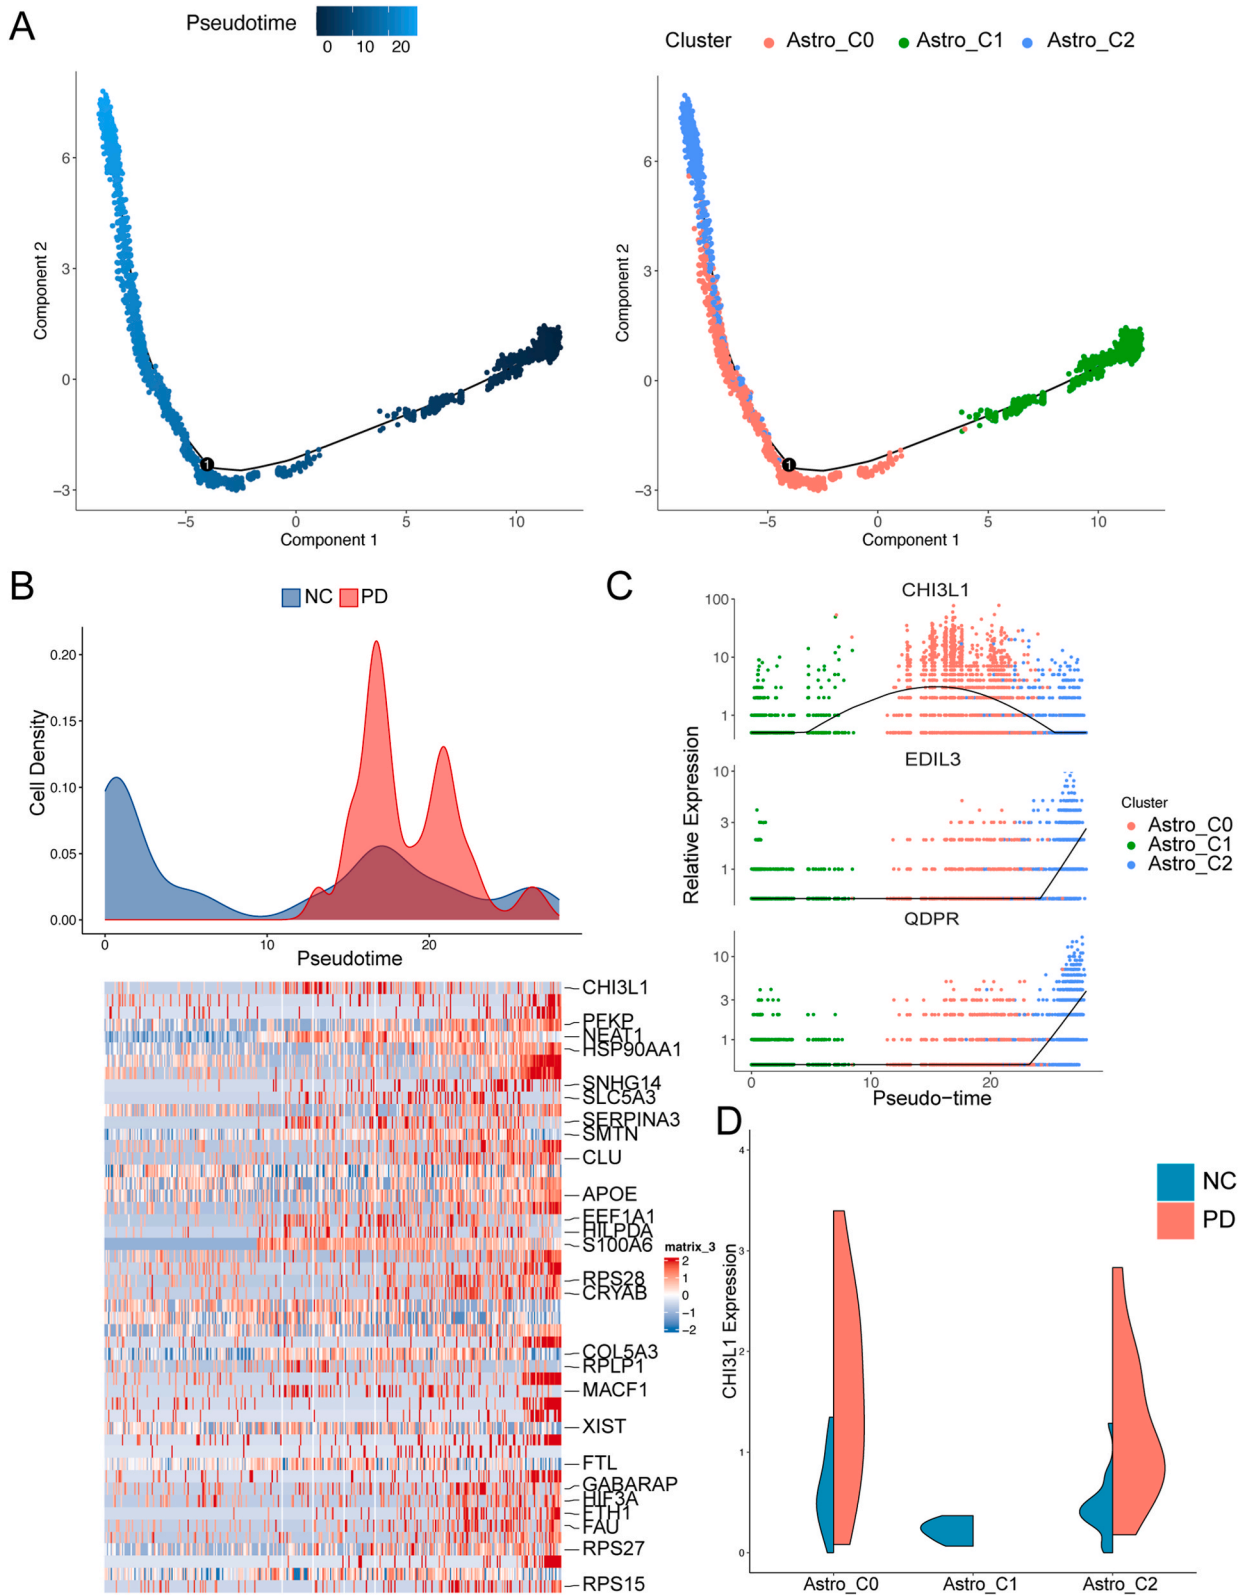 A
Pseudotime
0 10 20
Cluster Astro_C0 Astro_C1 Astro_C2
Component 2
6
3
0
−3
1
−5 0 5 10
Component 1
Component 2
6
3
0
−3
1
−5 0 5 10
Component 1
B
NC PD
Cell Density
0.20
0.15
0.10
0.05
0.00
0 10 20
Pseudotime
CHI3L1
PFKP
NEAT1
HSP90AA1
SNHG14
SLC5A3
SERPINA3
SMTN
CLU
APOE
EEF1A1
HILPDA
S100A6
RPS28
CRYAB
COL5A3
RPLP1
MACF1
XIST
FTL
GABARAP
HIF3A
FTH1
FAU
RPS27
RPS15
matrix_3
2
1
0
−1
−2
C
Relative Expression
CHI3L1
100
10
1
EDIL3
10
3
1
QDPR
10
3
1
0 10 20
Pseudo−time
Cluster
Astro_C0
Astro_C1
Astro_C2
D
CHI3L1 Expression
4
3
2
1
0
Astro_C0 Astro_C1 Astro_C2
NC
PD